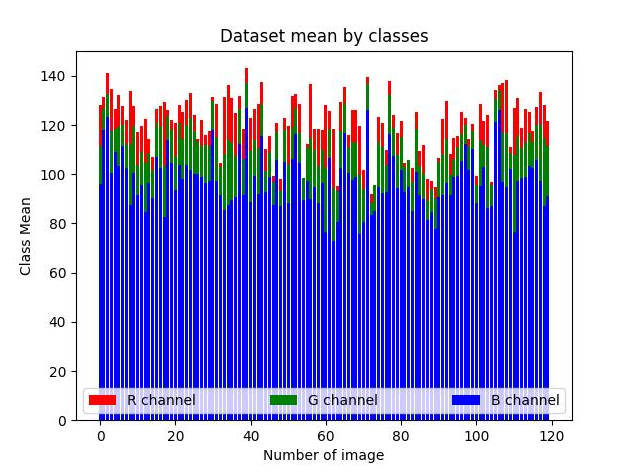 Dataset mean by classes
Class Mean
140
120
100
80
60
40
20
0
R channel G channel B channel
0 20 40 60 80 100 120
Number of image